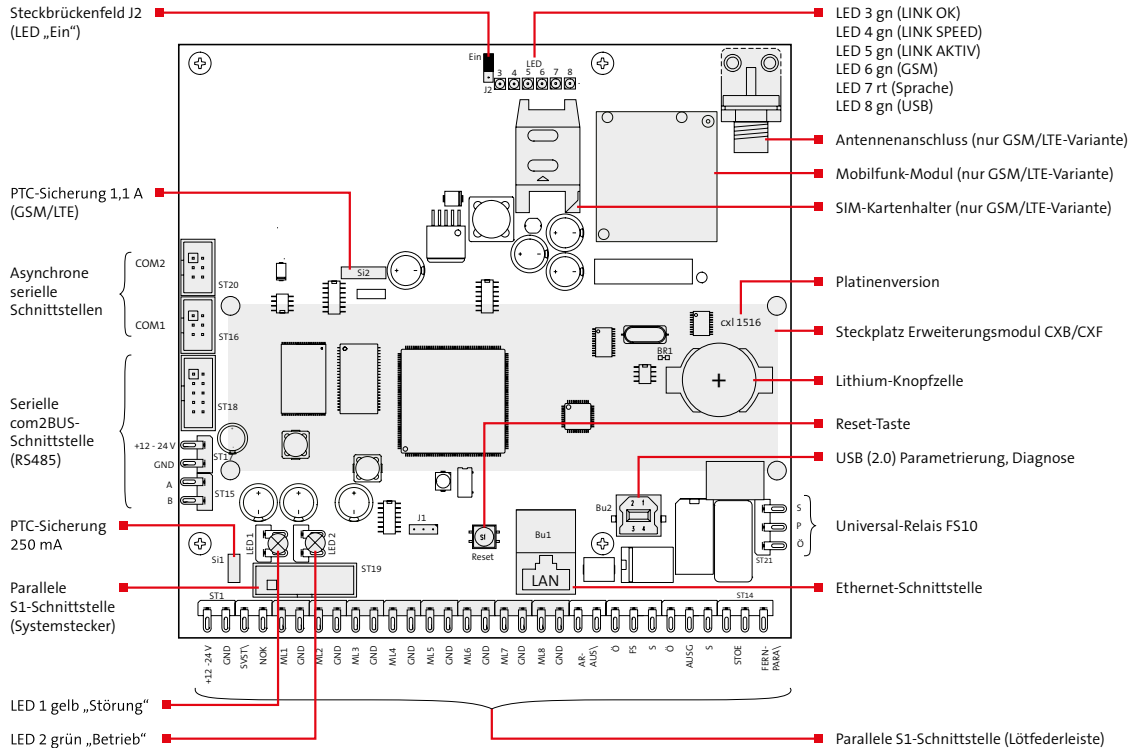 Steckbrückenfeld J2
(LED „Ein“)
LED 3 gn (LINK OK)
LED 4 gn (LINK SPEED)
LED 5 gn (LINK AKTIV)
LED 6 gn (GSM)
LED 7 rt (Sprache)
LED 8 gn (USB)
Ein
LED
3 4 5 6 7 8
J2
Antennenanschluss (nur GSM/LTE-Variante)
Mobilfunk-Modul (nur GSM/LTE-Variante)
SIM-Kartenhalter (nur GSM/LTE-Variante)
PTC-Sicherung 1,1 A
(GSM/LTE)
Asynchrone
serielle
Schnittstellen
COM2
ST20
COM1
ST16
Si2
Platinenversion
cxl 1516
Steckplatz Erweiterungsmodul CXB/CXF
BR1
Lithium-Knopfzelle
Serielle
com2BUS-
Schnittstelle
(RS485)
ST18
+12 - 24 V
GND
ST17
A
B
ST15
Reset-Taste
USB (2.0) Parametrierung, Diagnose
Bu2
2 1
3 4
S
P
Ö
ST21
Universal-Relais FS10
PTC-Sicherung
250 mA
Si1
LED 1
LED 2
J1
S1
Reset
Bu1
LAN
Ethernet-Schnittstelle
Parallele
S1-Schnittstelle
(Systemstecker)
ST19
ST1
ST14
+12 -24 V
GND
SVST\
NOK
ML1
GND
ML2
GND
ML3
GND
ML4
GND
ML5
GND
ML6
GND
ML7
GND
ML8
GND
AR-
AUS\
Ö
FS
S
Ö
AUSG
S
STOE
FERN-
PARA\
LED 1 gelb „Störung“
LED 2 grün „Betrieb“
Parallele S1-Schnittstelle (Lötfederleiste)